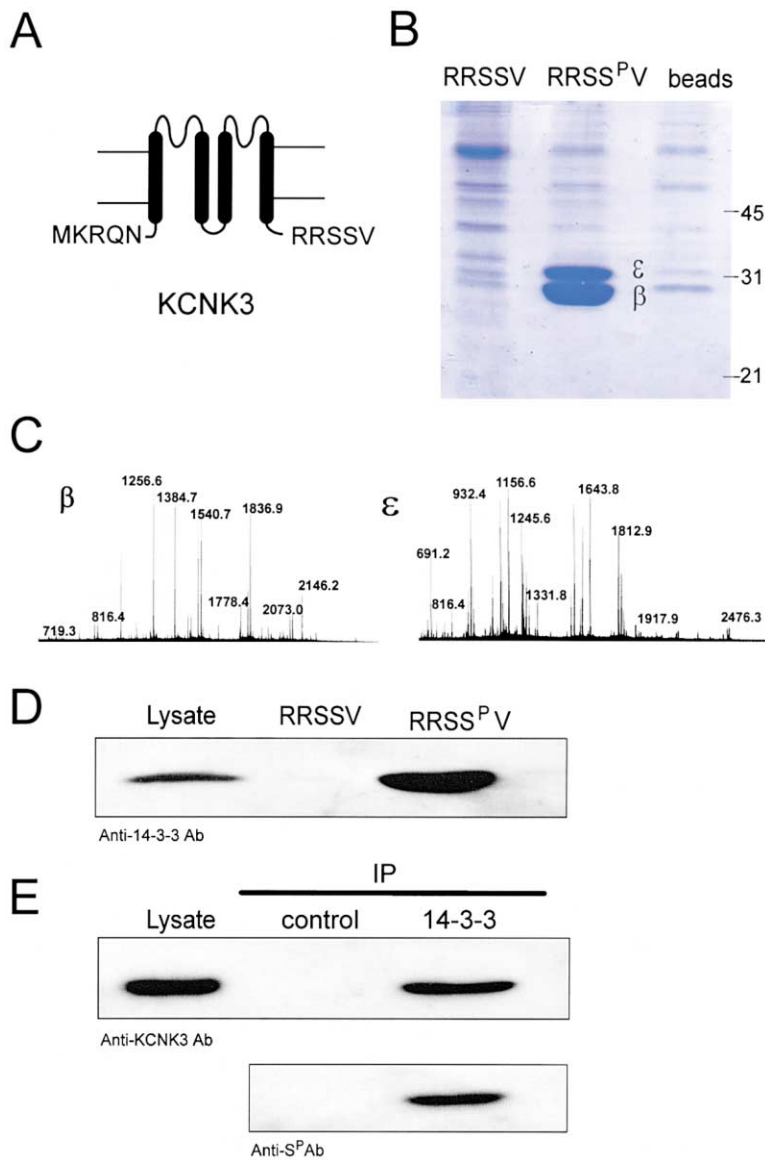 A
MKRQN
RRSSV
KCNK3
B
RRSSV RRSSᴾV beads
45
ε 31
β
21
C
β
719.3
816.4
1256.6
1384.7
1540.7
1778.4
1836.9
2073.0
2146.2
ε
691.2
816.4
932.4
1156.6
1245.6
1331.8
1643.8
1812.9
1917.9
2476.3
D
Lysate RRSSV RRSSᴾV
Anti-14-3-3 Ab
E
IP
Lysate control 14-3-3
Anti-KCNK3 Ab
Anti-SᴾAb